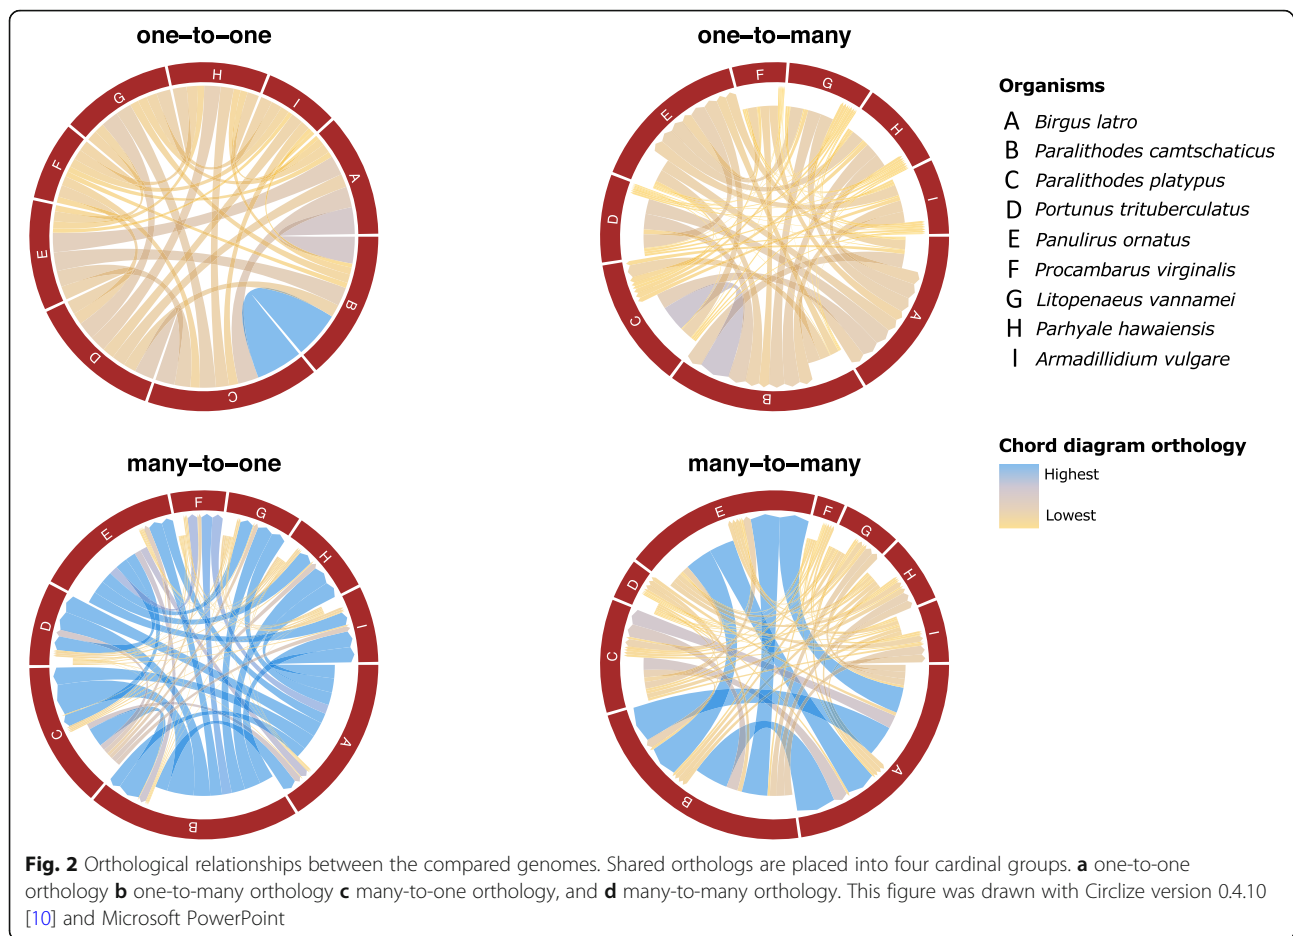 one–to–one
H
I
A
B
C
D
E
F
G
one–to–many
F
G
H
I
A
B
C
D
E
Organisms
A Birgus latro
B Paralithodes camtschaticus
C Paralithodes platypus
D Portunus trituberculatus
E Panulirus ornatus
F Procambarus virginalis
G Litopenaeus vannamei
H Parhyale hawaiensis
I Armadillidium vulgare
Chord diagram orthology
Highest
Lowest
many–to–one
F
G
H
I
A
B
C
D
E
many–to–many
E
F
G
H
I
A
B
C
D
Fig. 2 Orthological relationships between the compared genomes. Shared orthologs are placed into four cardinal groups. a one-to-one
orthology b one-to-many orthology c many-to-one orthology, and d many-to-many orthology. This figure was drawn with Circlize version 0.4.10
[10] and Microsoft PowerPoint